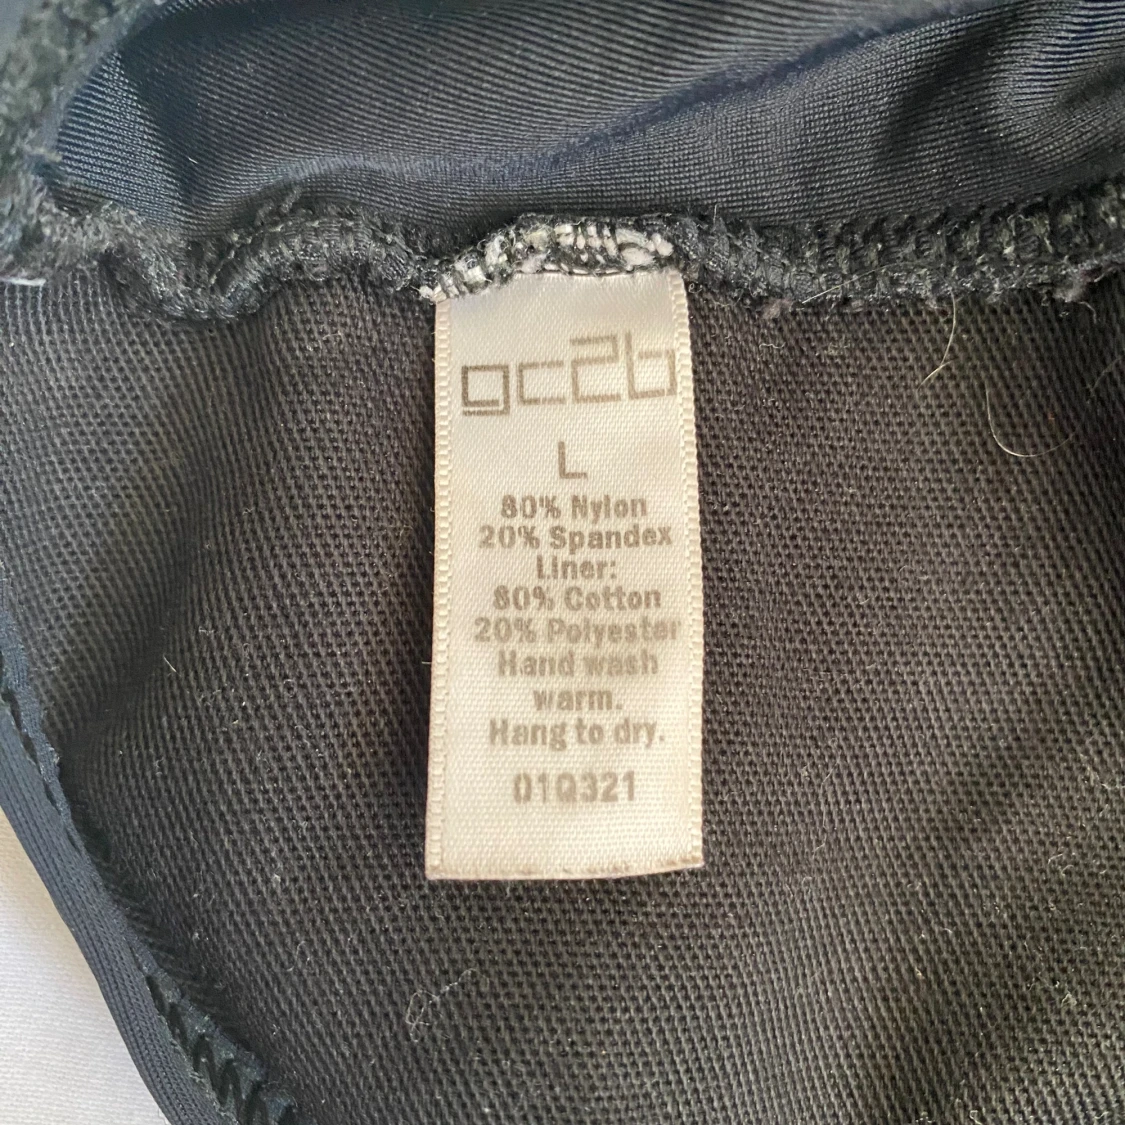 gc2b
L
80% Nylon
20% Spandex
Liner:
80% Cotton
20% Polyester
Hand wash
warm.
Hang to dry.
01Q321